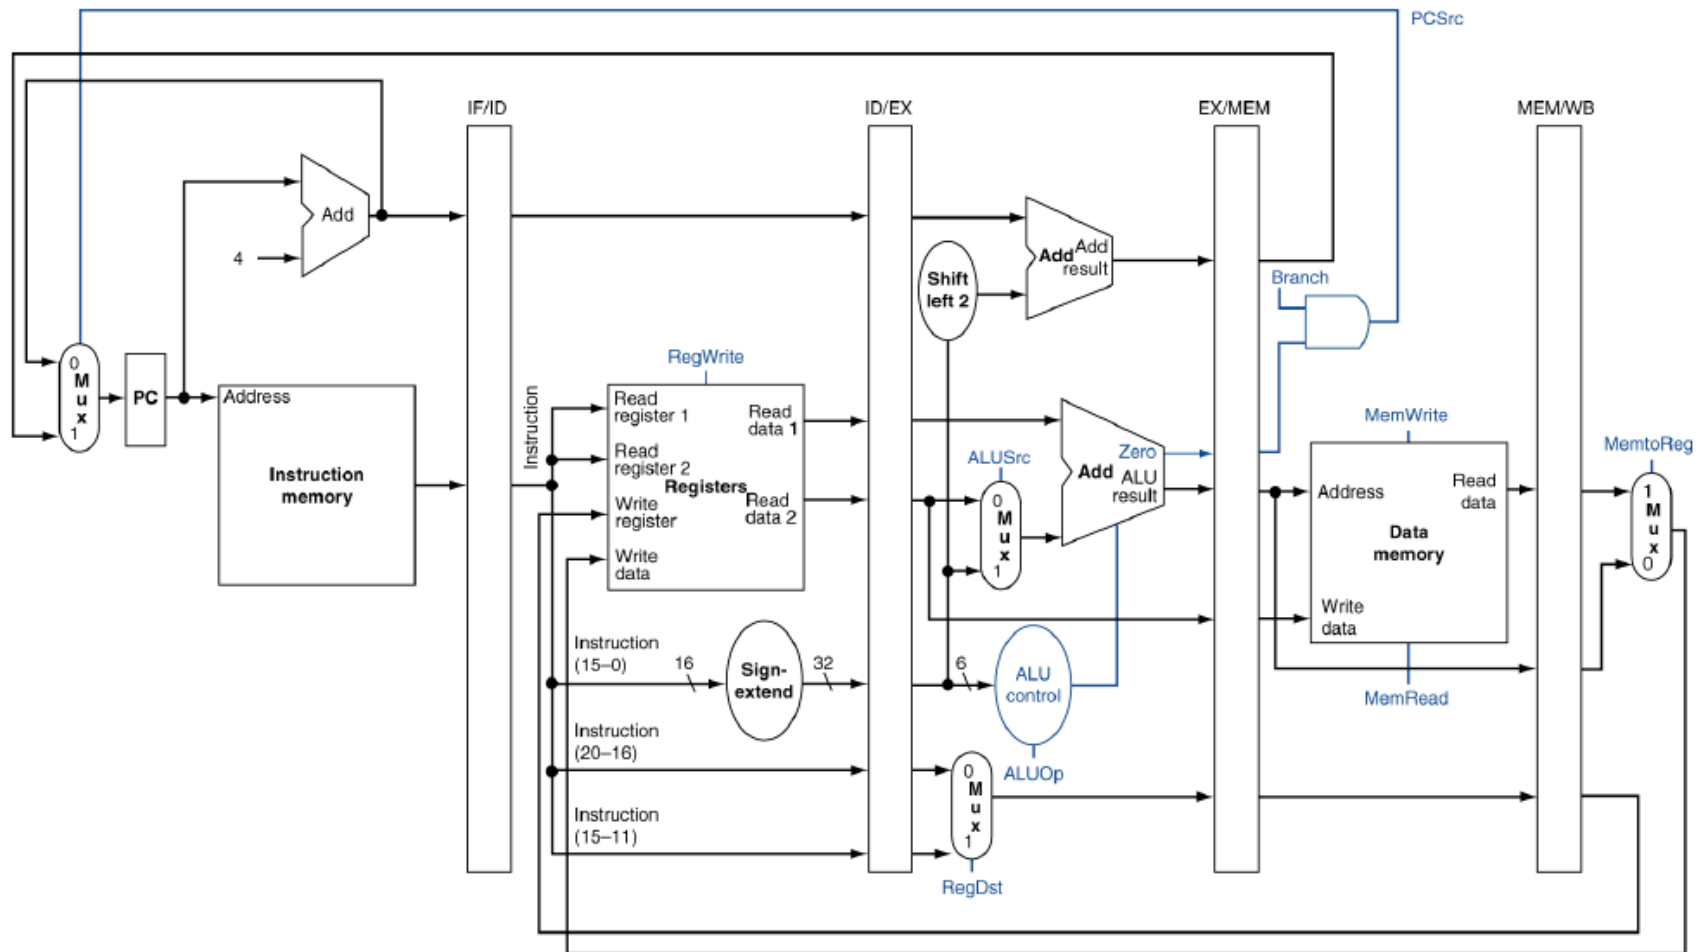 PCSrc
IF/ID
ID/EX
EX/MEM
MEM/WB
Add
4
Shift
left 2
Add
Add
result
Branch
RegWrite
0
M
u
x
1
PC
Address
Instruction
memory
Instruction
Read
register 1
Read
register 2
Write
register
Write
data
Registers
Read
data 1
Read
data 2
ALUSrc
0
M
u
x
1
Zero
Add
ALU
result
MemWrite
Address
Read
data
Data
memory
Write
data
MemRead
MemtoReg
1
M
u
x
0
Instruction
(15–0)
16
Sign-
extend
32
6
ALU
control
ALUOp
Instruction
(20–16)
Instruction
(15–11)
0
M
u
x
1
RegDst